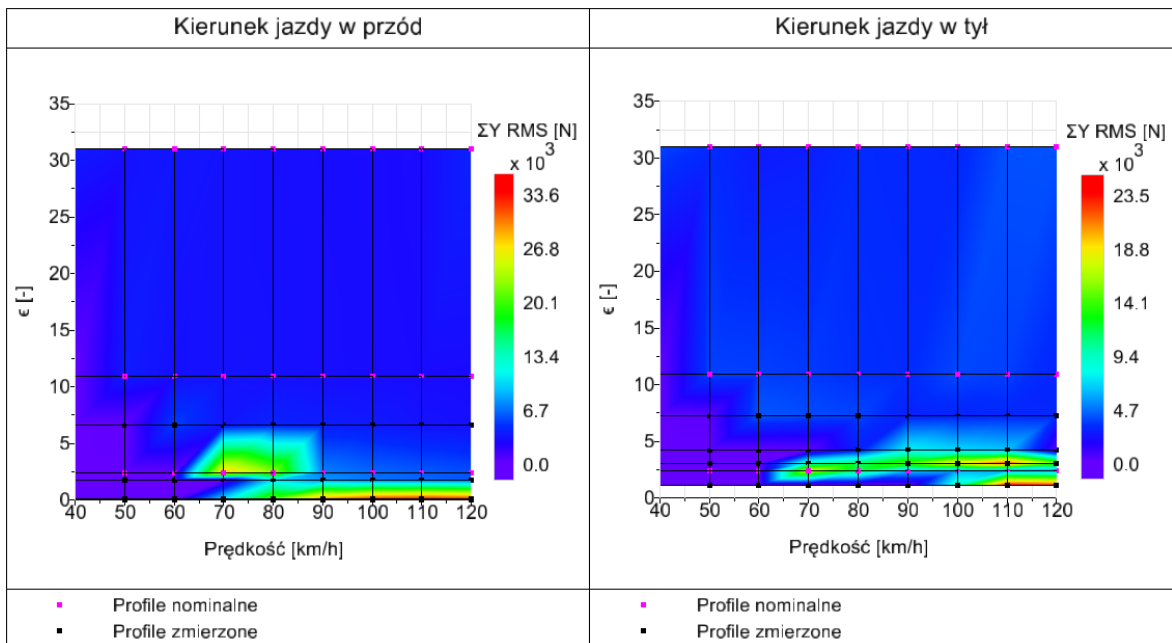 Kierunek jazdy w przód
Kierunek jazdy w tył
35
30
25
20
15
10
5
0
ϵ [-]
40 50 60 70 80 90 100 110 120
Prędkość [km/h]
ΣY RMS [N]
x 10³
33.6
26.8
20.1
13.4
6.7
0.0
35
30
25
20
15
10
5
0
ϵ [-]
40 50 60 70 80 90 100 110 120
Prędkość [km/h]
ΣY RMS [N]
x 10³
23.5
18.8
14.1
9.4
4.7
0.0
Profile nominalne
Profile zmierzone
Profile nominalne
Profile zmierzone